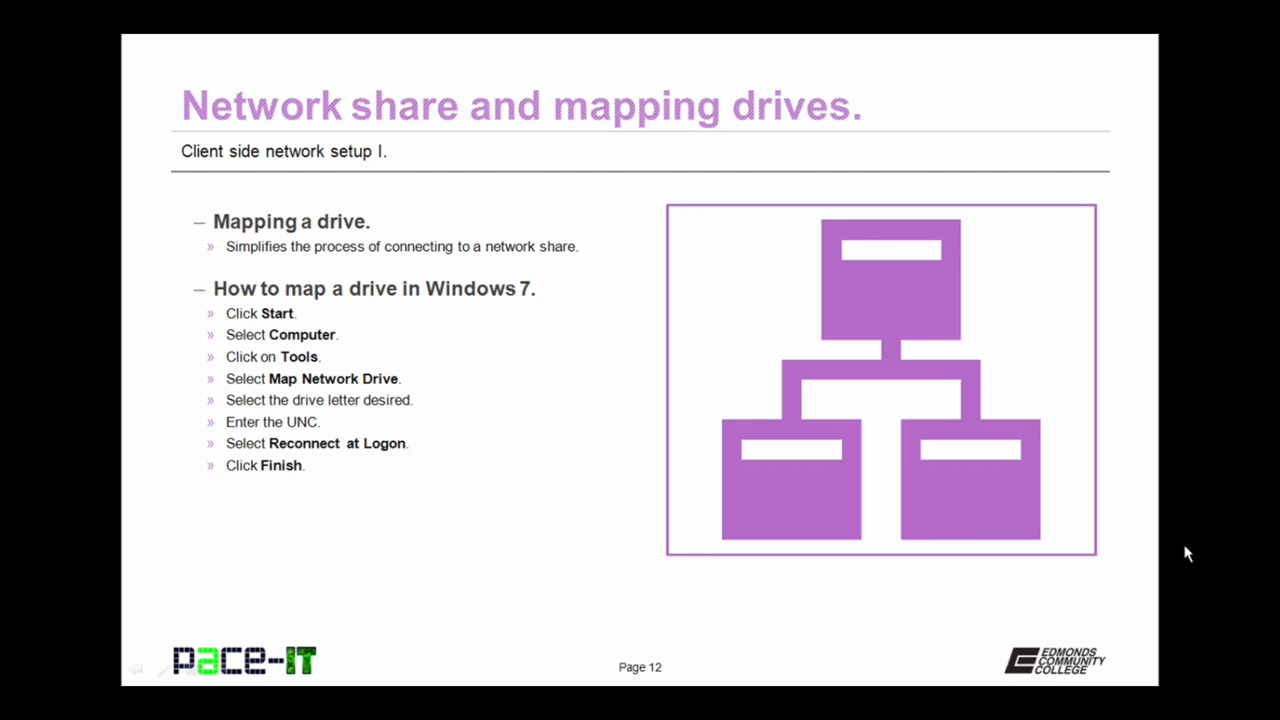 Network share and mapping drives.
Client side network setup I.
– Mapping a drive.
» Simplifies the process of connecting to a network share.
– How to map a drive in Windows 7.
» Click Start.
» Select Computer.
» Click on Tools.
» Select Map Network Drive.
» Select the drive letter desired.
» Enter the UNC.
» Select Reconnect at Logon.
» Click Finish.
pace-IT
Page 12
EDMONDS
COMMUNITY
COLLEGE